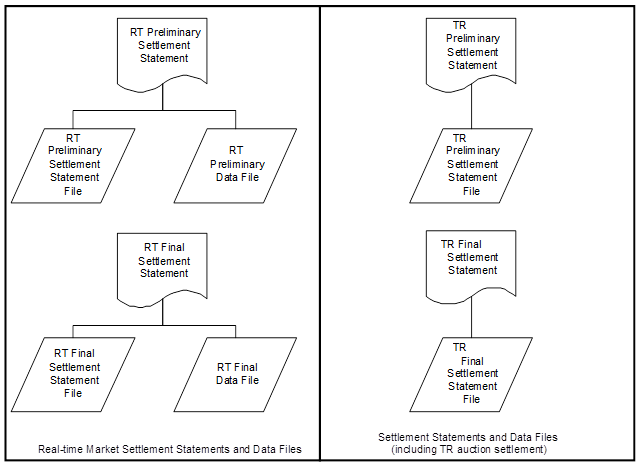 RT Preliminary
Settlement
Statement
RT
Preliminary
Settlement
Statement
File
RT
Preliminary
Data File
RT Final
Settlement
Statement
RT Final
Settlement
Statement
File
RT Final
Data File
Real-time Market Settlement Statements and Data Files
TR
Preliminary
Settlement
Statement
TR
Preliminary
Settlement
Statement
File
TR Final
Settlement
Statement
TR
Final
Settlement
Statement
File
Settlement Statements and Data Files
(including TR auction settlement)